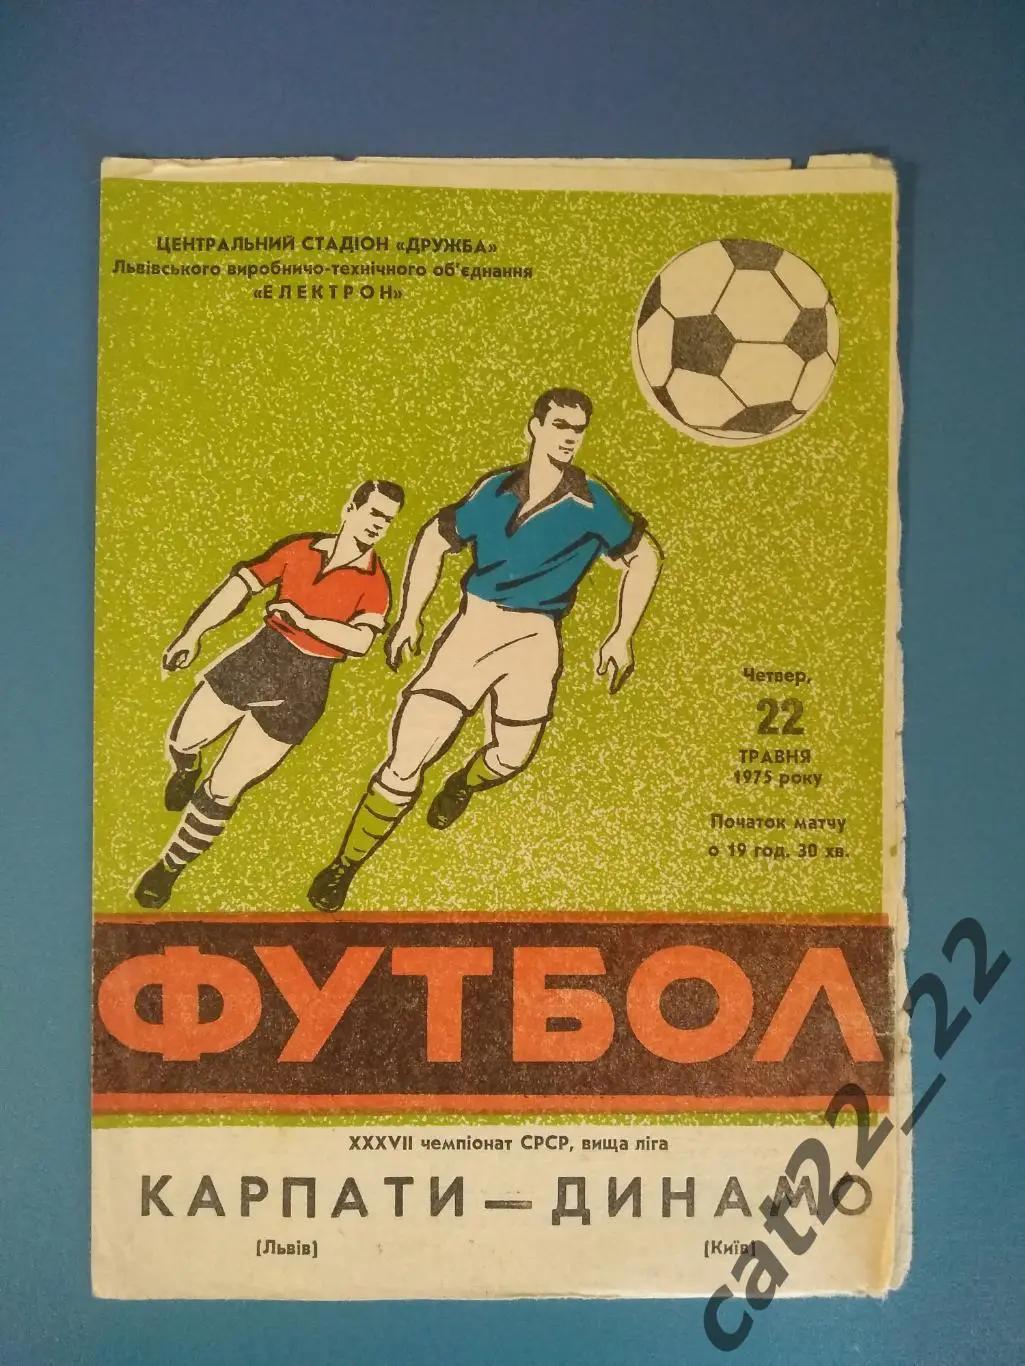 ЦЕНТРАЛЬНИЙ СТАДІОН «ДРУЖБА»
Львівського виробничо-технічного об'єднання
«ЕЛЕКТРОН»
Четвер,
22
ТРАВНЯ
1975 року
Початок матчу
о 19 год. 30 хв.
ФУТБОЛ
XXXVII чемпіонат СРСР, вища ліга
КАРПАТИ — ДИНАМО
(Львів) (Київ)
cat22_22